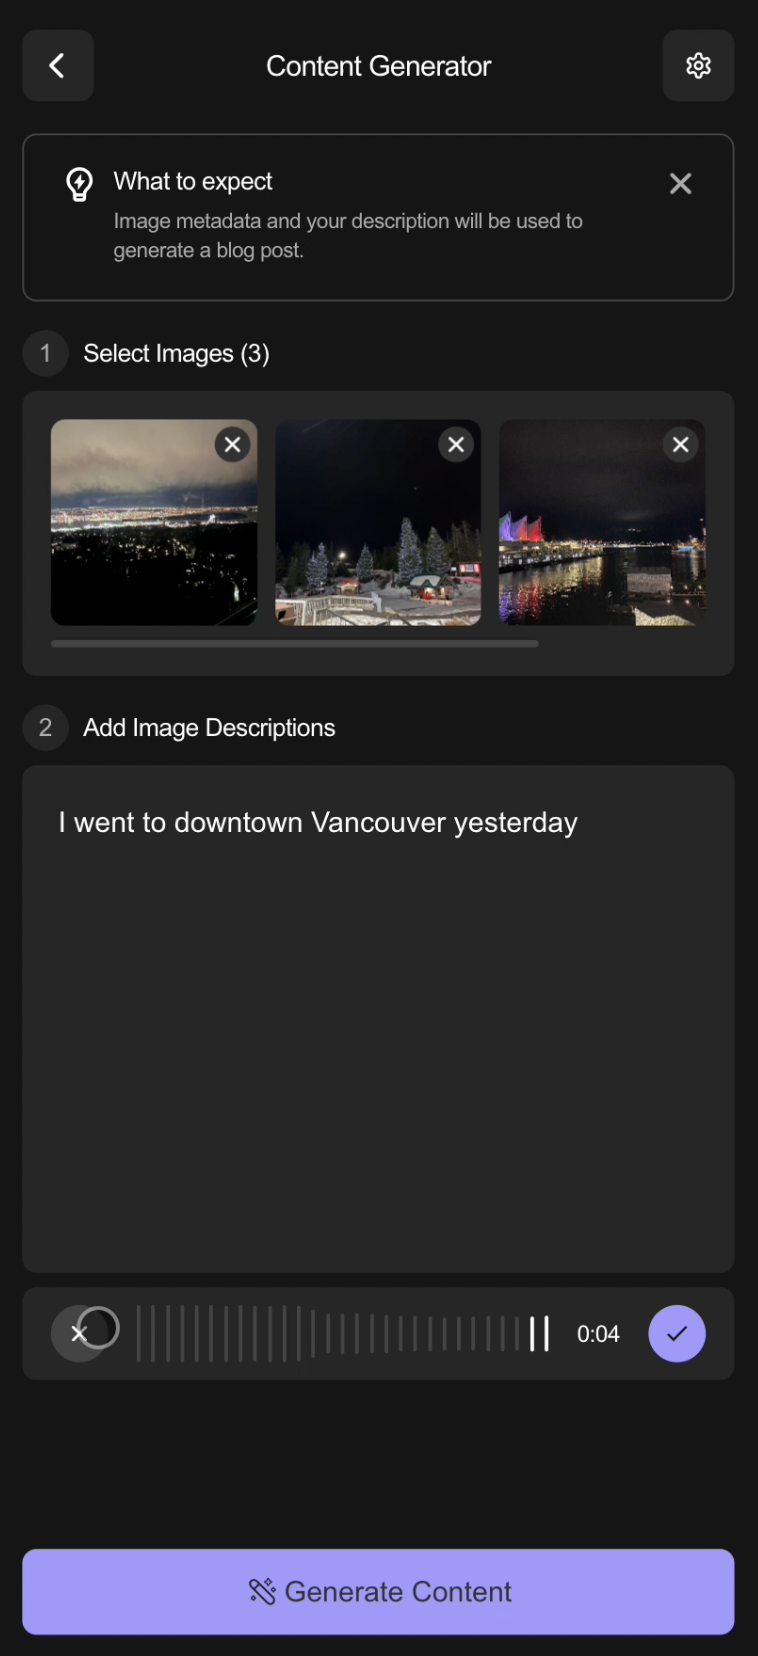 Content Generator
What to expect
Image metadata and your description will be used to
generate a blog post.
1 Select Images (3)
2 Add Image Descriptions
I went to downtown Vancouver yesterday
0:04
Generate Content